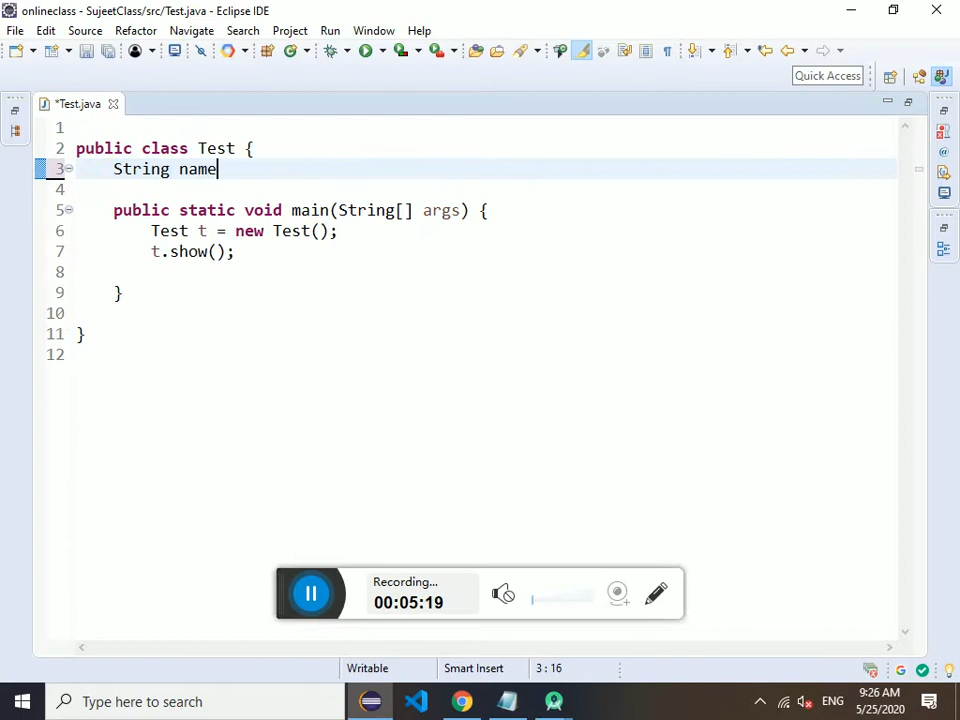 onlineclass - SujeetClass/src/Test.java - Eclipse IDE
File Edit Source Refactor Navigate Search Project Run Window Help
Quick Access
*Test.java
1
2 public class Test {
3 String name
4
5 public static void main(String[] args) {
6 Test t = new Test();
7 t.show();
8
9 }
10
11 }
12
Recording...
00:05:19
Writable Smart Insert 3 : 16
Type here to search
ENG
9:26 AM
5/25/2020